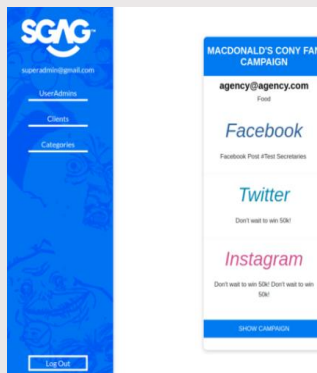 SGAG
superadmin@gmail.com
UserAdmins
Clients
Categories
Log Out
MACDONALD'S CONY FAN
CAMPAIGN
agency@agency.com
Food
Facebook
Facebook Post #Test Secretaries
Twitter
Don't wait to win 50k!
Instagram
Don't wait to win 50k! Don't wait to win
50k!
SHOW CAMPAIGN